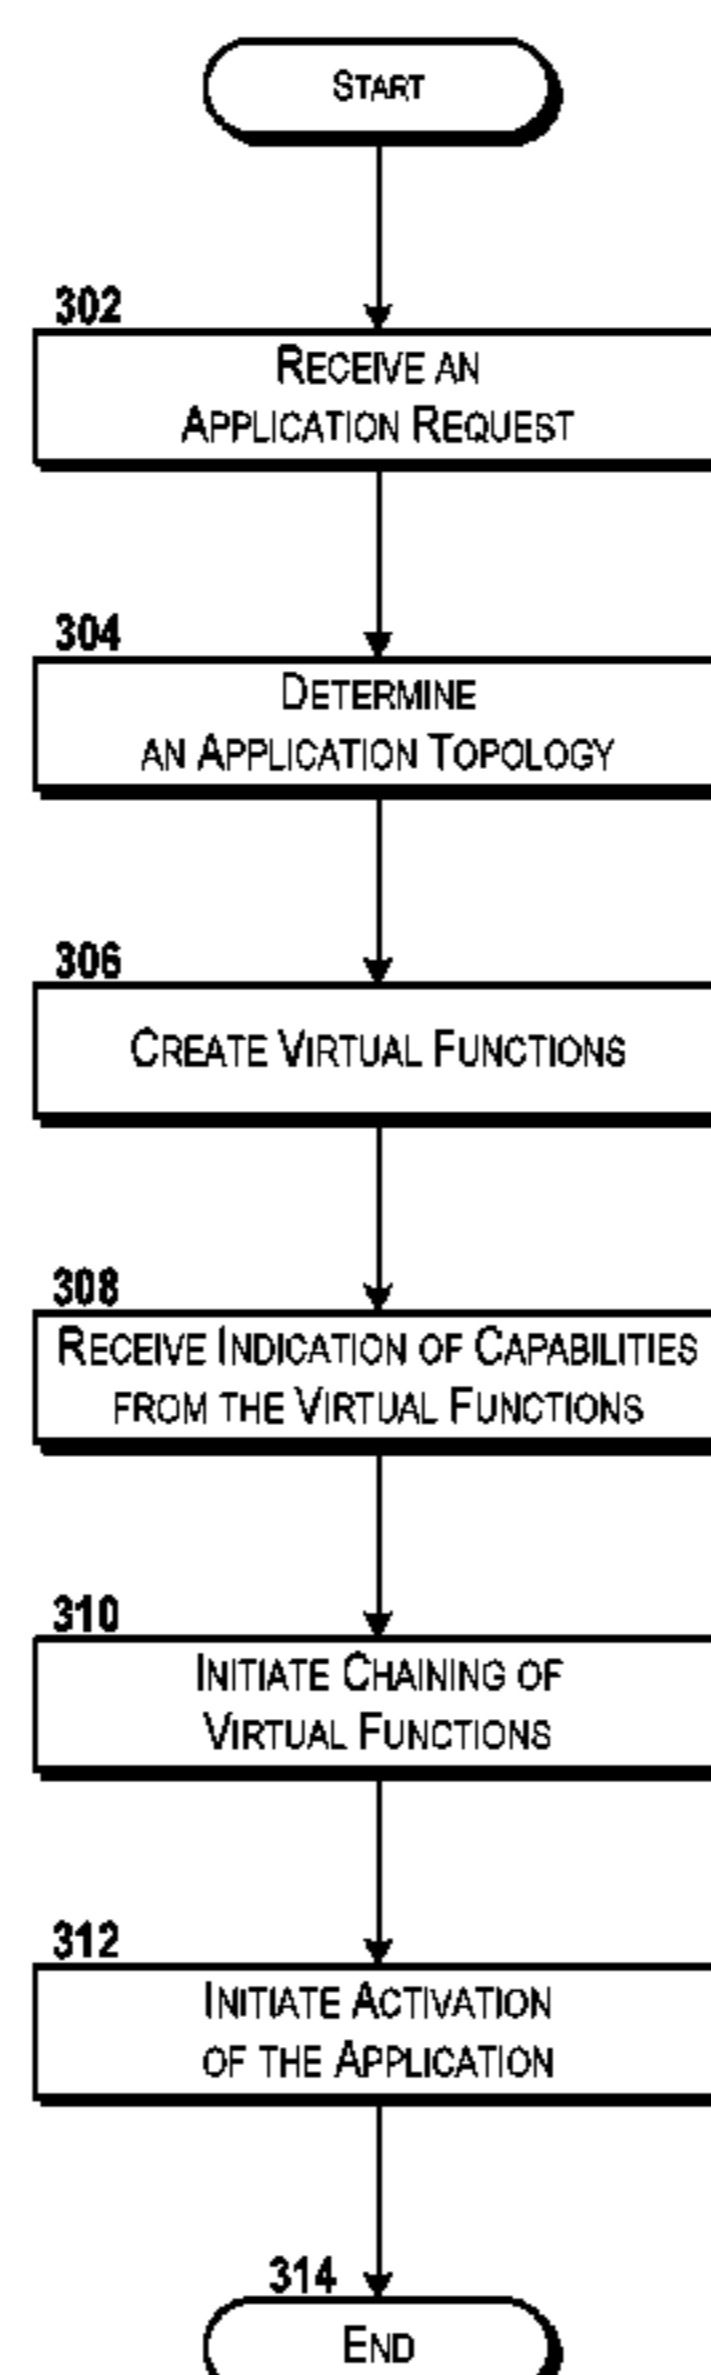 START
302
RECEIVE AN
APPLICATION REQUEST
304
DETERMINE
AN APPLICATION TOPOLOGY
306
CREATE VIRTUAL FUNCTIONS
308
RECEIVE INDICATION OF CAPABILITIES
FROM THE VIRTUAL FUNCTIONS
310
INITIATE CHAINING OF
VIRTUAL FUNCTIONS
312
INITIATE ACTIVATION
OF THE APPLICATION
314
END